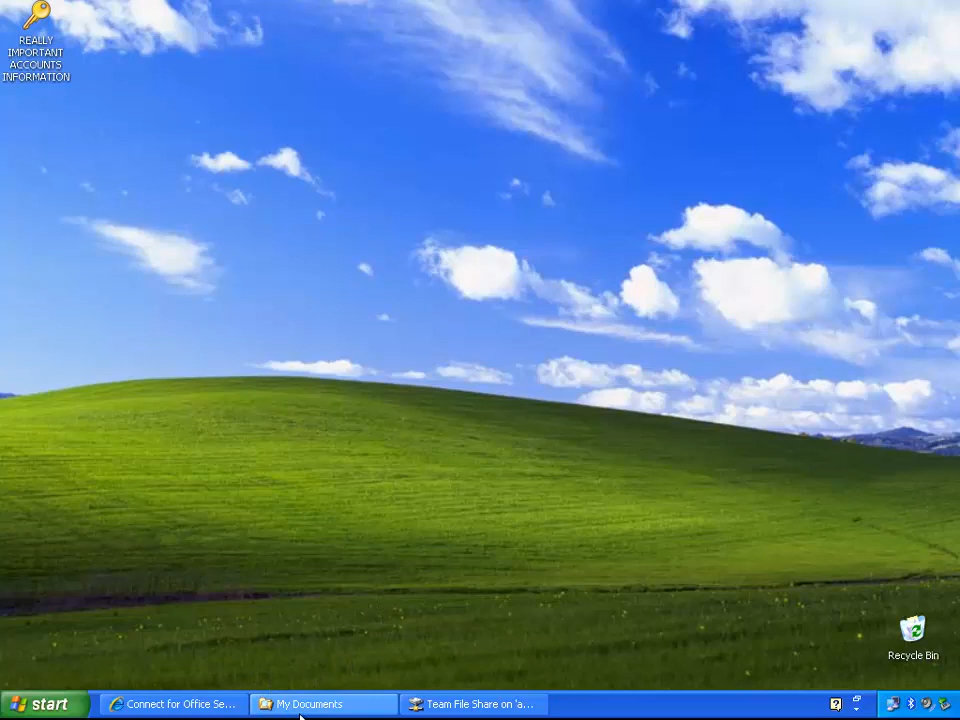 REALLY
IMPORTANT
ACCOUNTS
INFORMATION
Recycle Bin
start
Connect for Office Se...
My Documents
Team File Share on 'a...